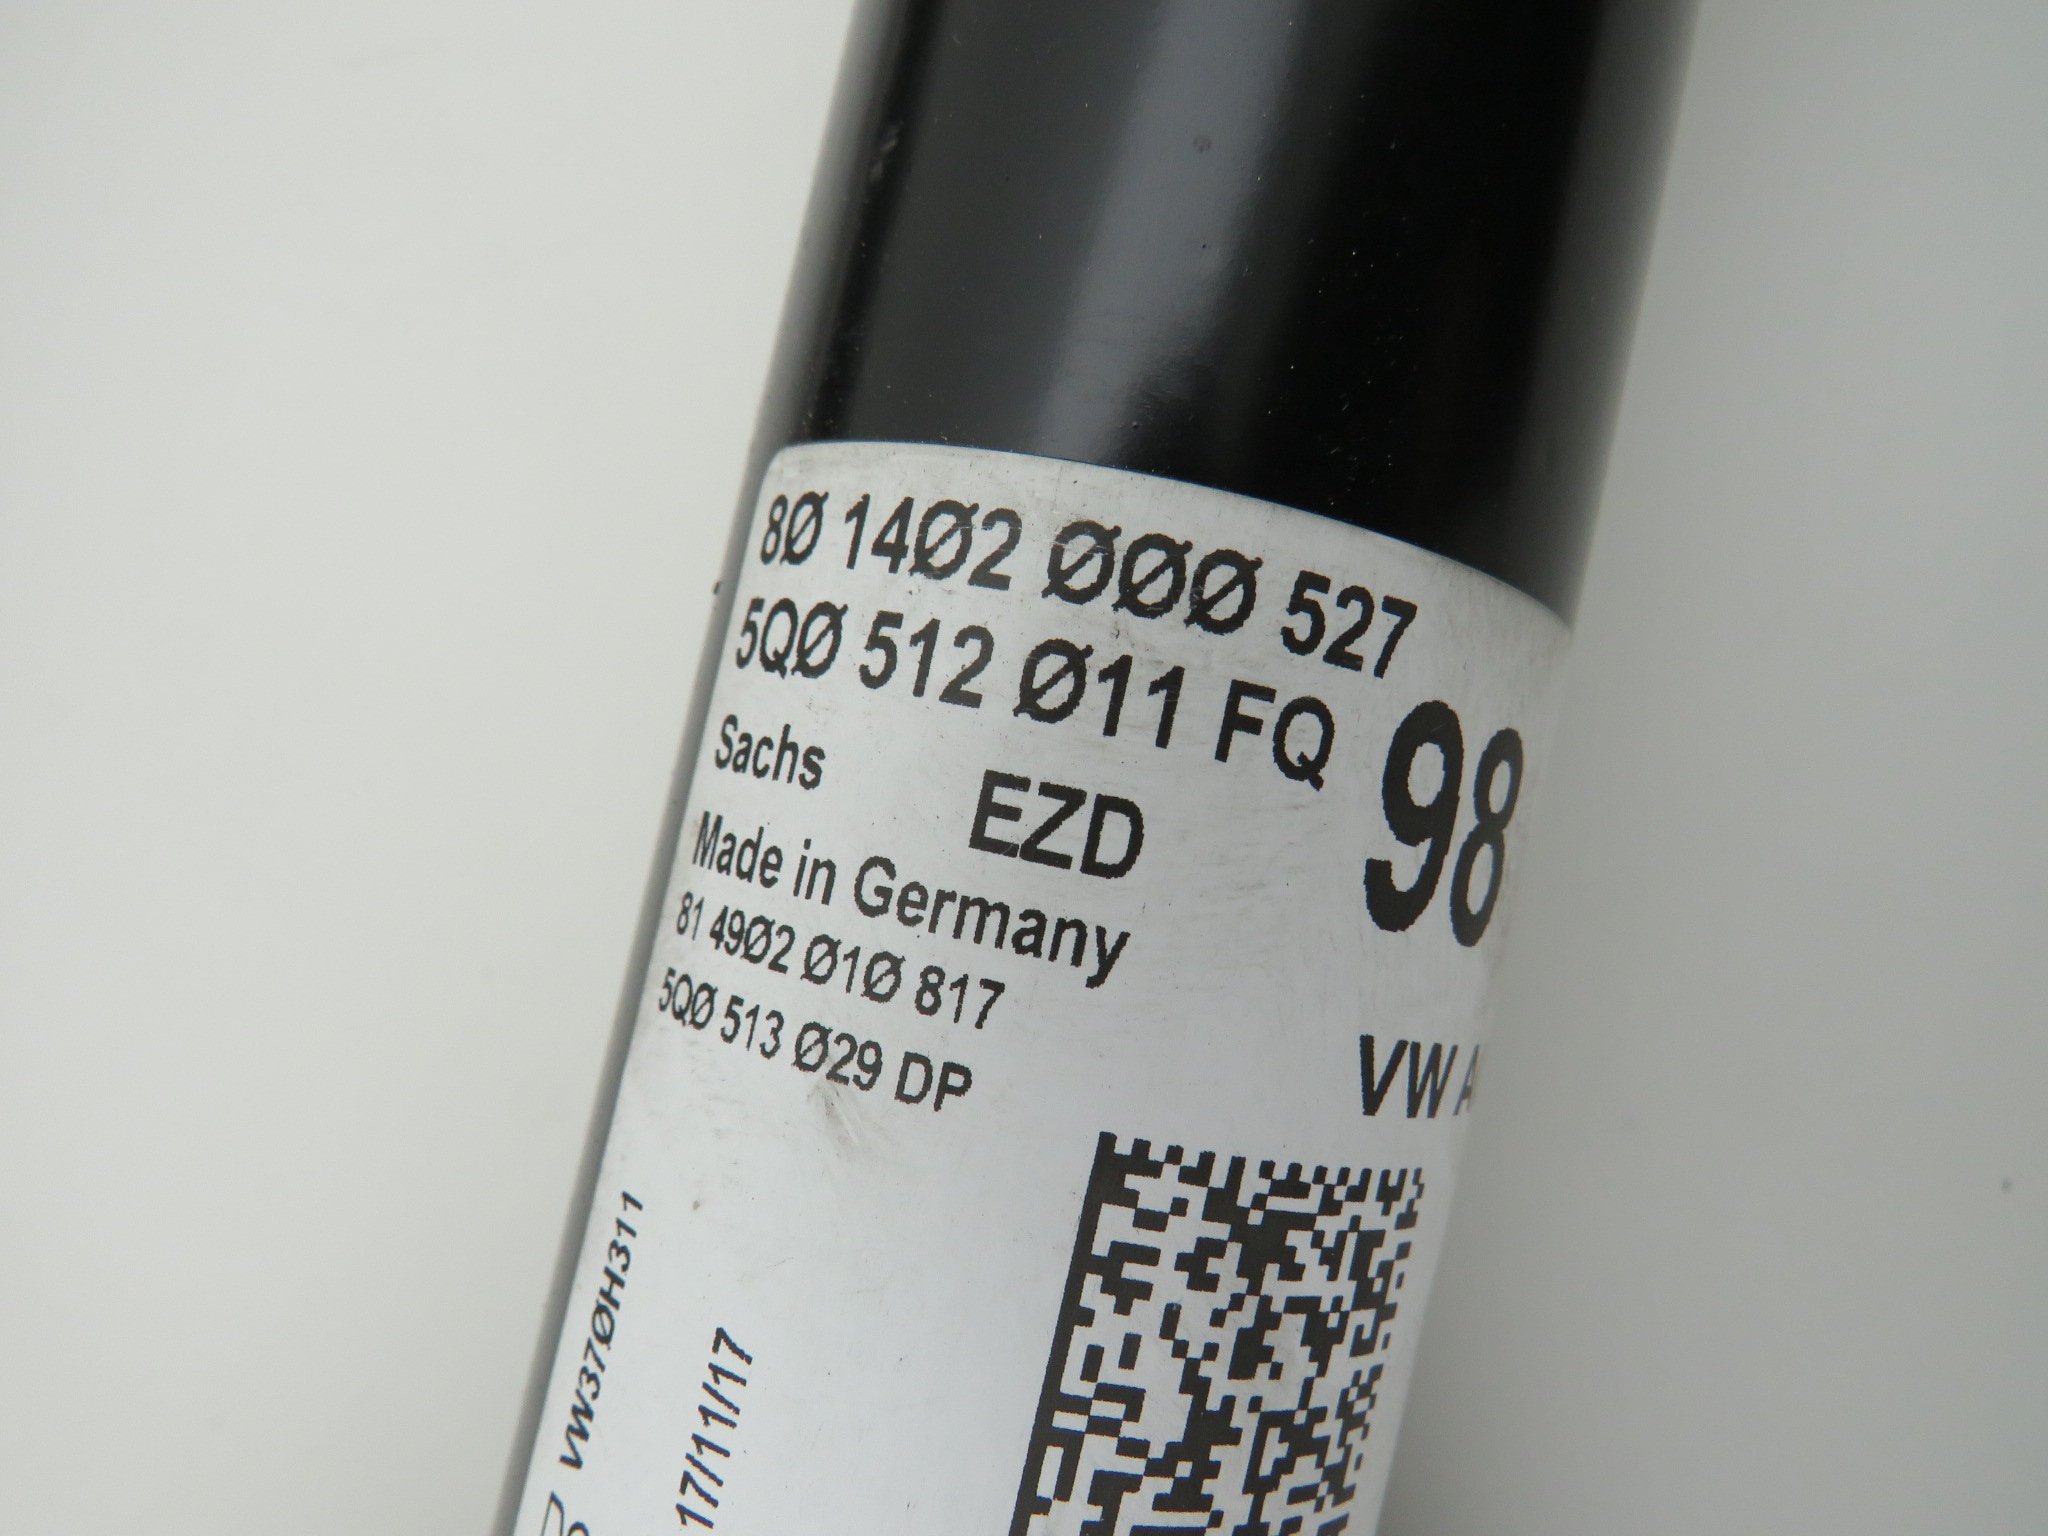 8Ø 14Ø2 ØØØ 527
5QØ 512 Ø11 FQ
98
Sachs
EZD
Made in Germany
81 49Ø2 Ø1Ø 817
5QØ 513 Ø29 DP
VW
VW37ØH311
17/11/17